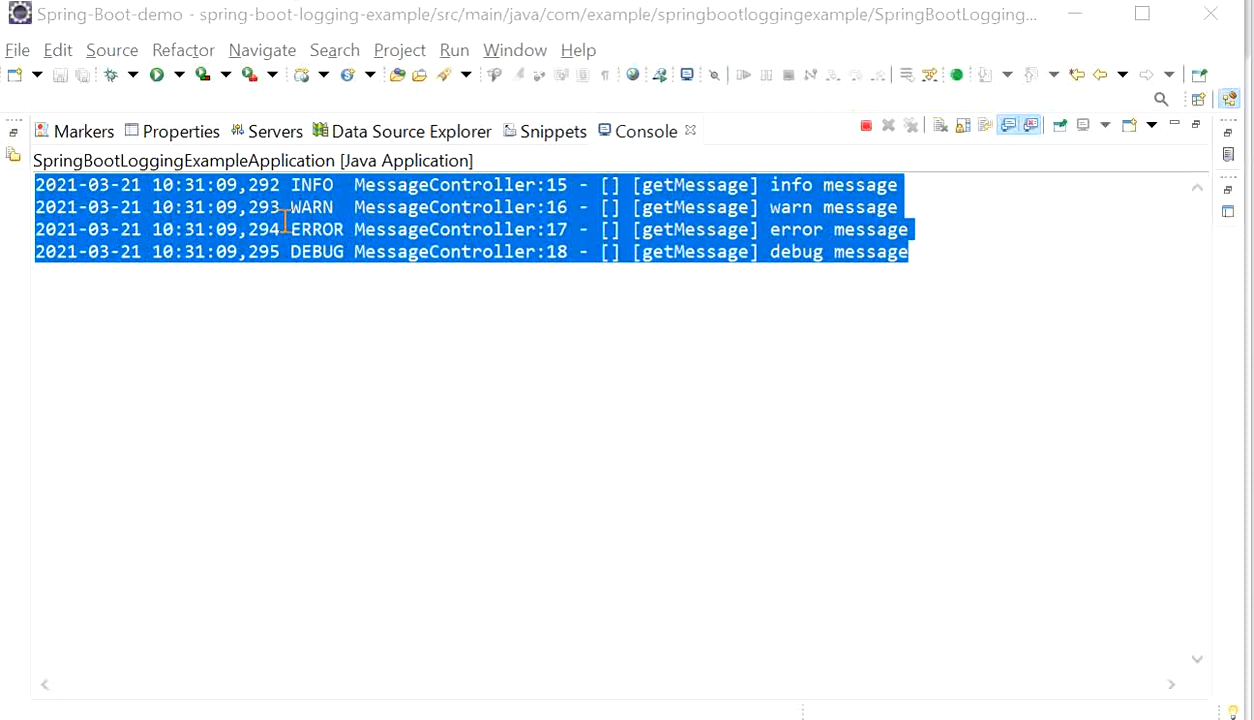 Spring-Boot-demo - spring-boot-logging-example/src/main/java/com/example/springbootloggingexample/SpringBootLogging...
File Edit Source Refactor Navigate Search Project Run Window Help
Markers Properties Servers Data Source Explorer Snippets Console
SpringBootLoggingExampleApplication [Java Application]
2021-03-21 10:31:09,292 INFO  MessageController:15 - [] [getMessage] info message
2021-03-21 10:31:09,293 WARN  MessageController:16 - [] [getMessage] warn message
2021-03-21 10:31:09,294 ERROR MessageController:17 - [] [getMessage] error message
2021-03-21 10:31:09,295 DEBUG MessageController:18 - [] [getMessage] debug message